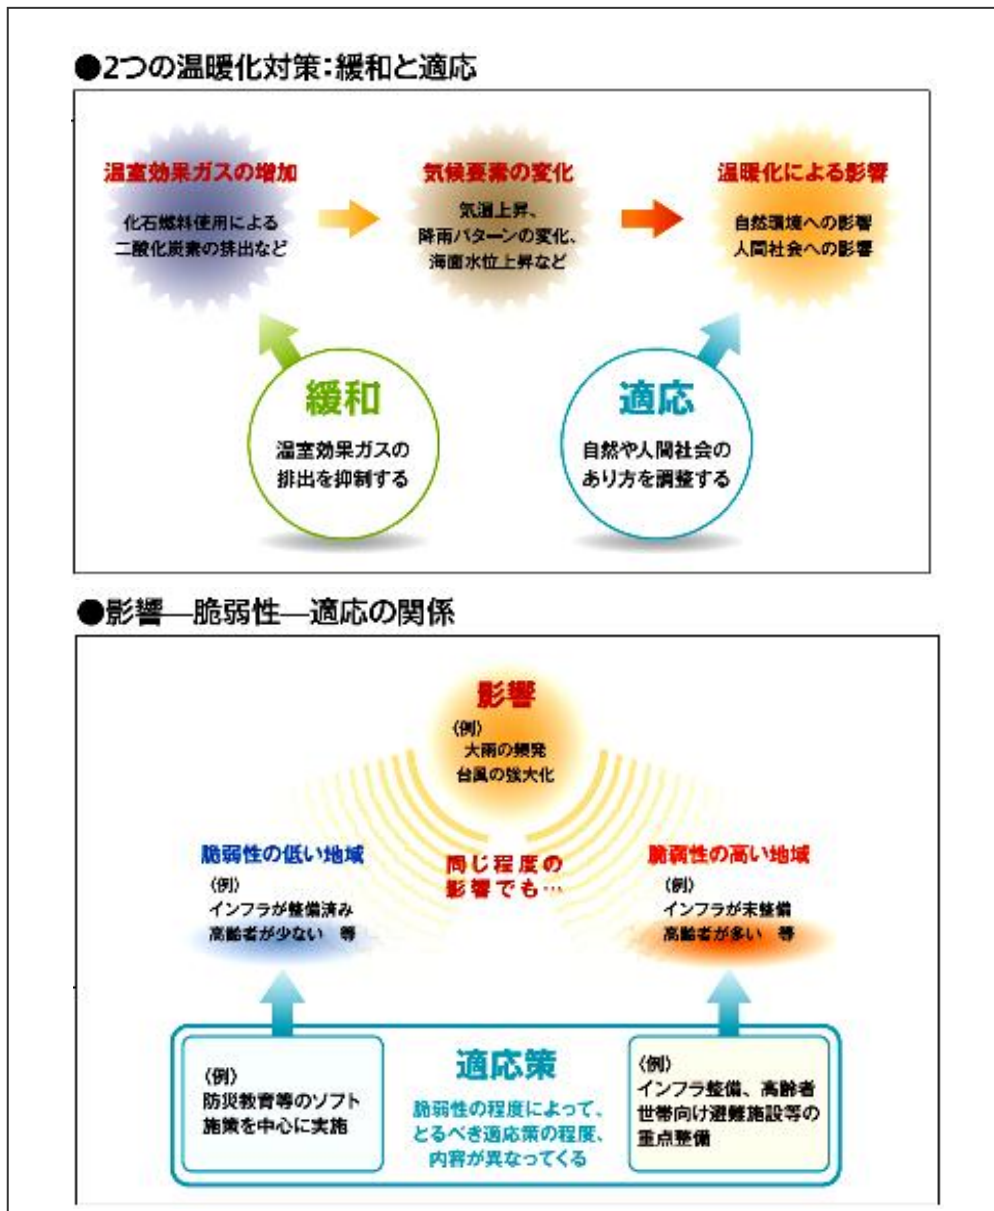 ●2つの温暖化対策:緩和と適応
温室効果ガスの増加
化石燃料使用による
二酸化炭素の排出など
気候要素の変化
気温上昇、
降雨パターンの変化、
海面水位上昇など
温暖化による影響
自然環境への影響
人間社会への影響
緩和
温室効果ガスの
排出を抑制する
適応
自然や人間社会の
あり方を調整する
●影響―脆弱性―適応の関係
影響
〈例〉
大雨の頻発
台風の強大化
同じ程度の
影響でも…
脆弱性の低い地域
〈例〉
インフラが整備済み
高齢者が少ない 等
脆弱性の高い地域
〈例〉
インフラが未整備
高齢者が多い 等
〈例〉
防災教育等のソフト
施策を中心に実施
適応策
脆弱性の程度によって、
とるべき適応策の程度、
内容が異なってくる
〈例〉
インフラ整備、高齢者
世帯向け避難施設等の
重点整備